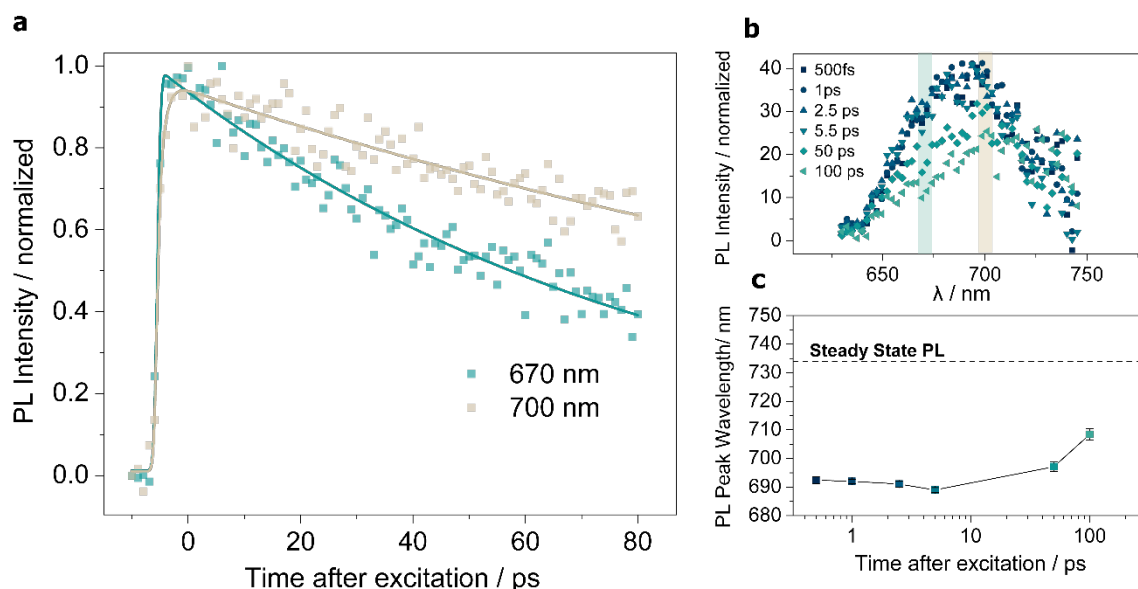 a
PL Intensity / normalized
1.0
0.8
0.6
0.4
0.2
0.0
670 nm
700 nm
0 20 40 60 80
Time after excitation / ps
b
PL Intensity / normalized
40
30
20
10
0
500fs
1ps
2.5 ps
5.5 ps
50 ps
100 ps
650 700 750
λ / nm
c
PL Peak Wavelength/ nm
750
740
730
720
710
700
690
680
Steady State PL
1 10 100
Time after excitation / ps